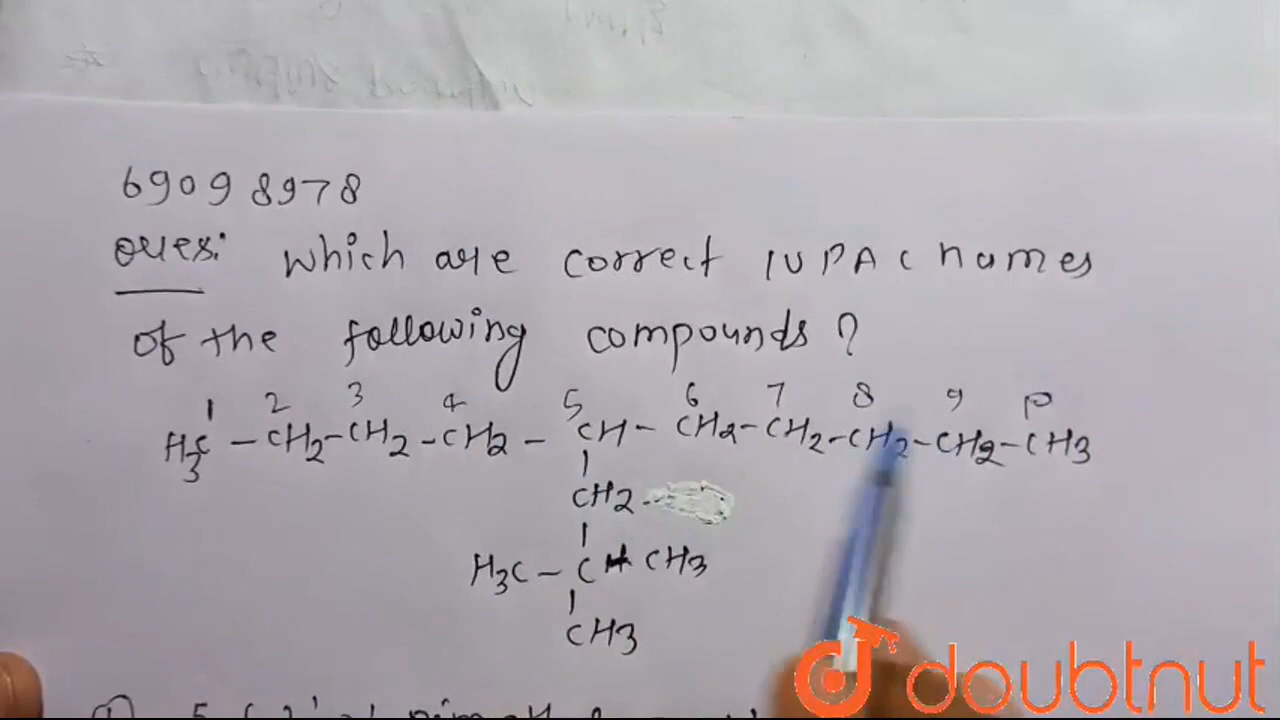 69098978
Ques: Which are correct IUPAC names
of the following compounds?
1 2 3 4 5 6 7 8 9 10
H3C - CH2 - CH2 - CH2 - CH - CH2 - CH2 - CH2 - CH2 - CH3
CH2
H3C - C - CH3
CH3
doubtnut